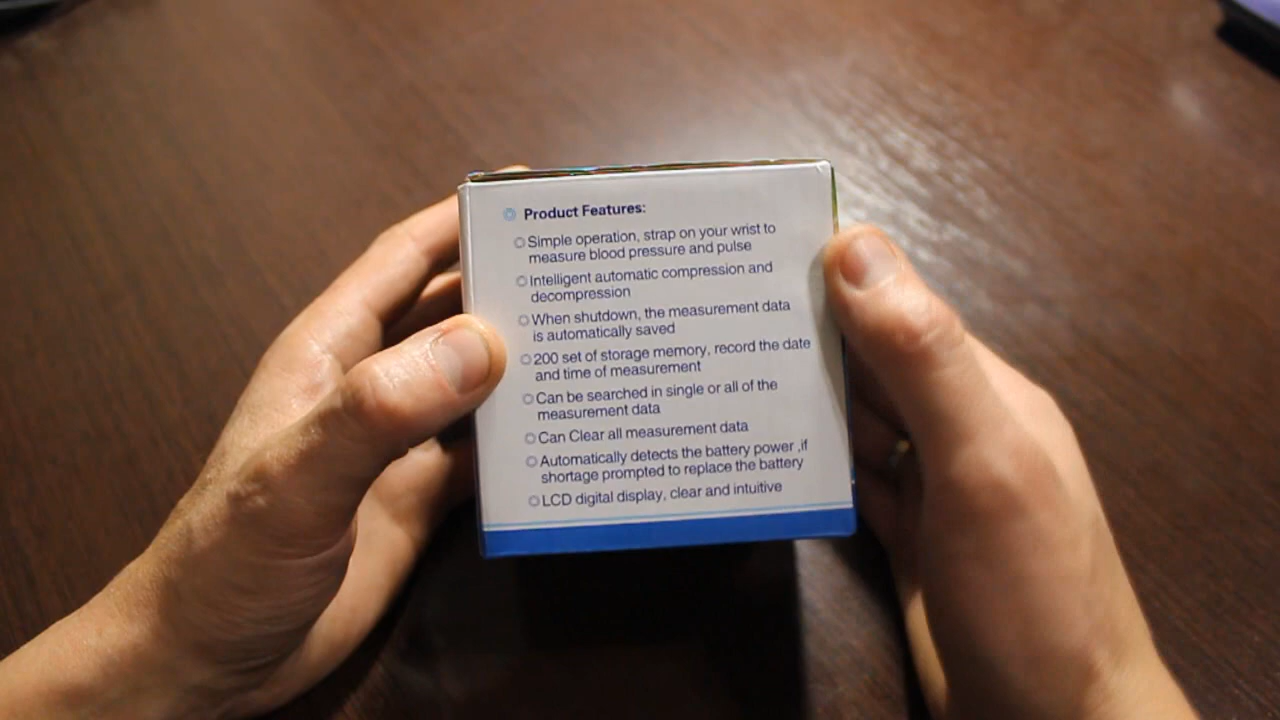 Product Features:
Simple operation, strap on your wrist to
measure blood pressure and pulse
Intelligent automatic compression and
decompression
When shutdown, the measurement data
is automatically saved
200 set of storage memory, record the date
and time of measurement
Can be searched in single or all of the
measurement data
Can Clear all measurement data
Automatically detects the battery power ,if
shortage prompted to replace the battery
LCD digital display, clear and intuitive